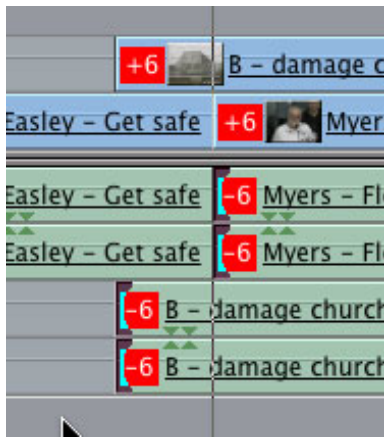 +6 B - damage c
Easley - Get safe +6 Myer
Easley - Get safe -6 Myers - Fl
Easley - Get safe -6 Myers - Fl
-6 B - damage church
-6 B - damage church